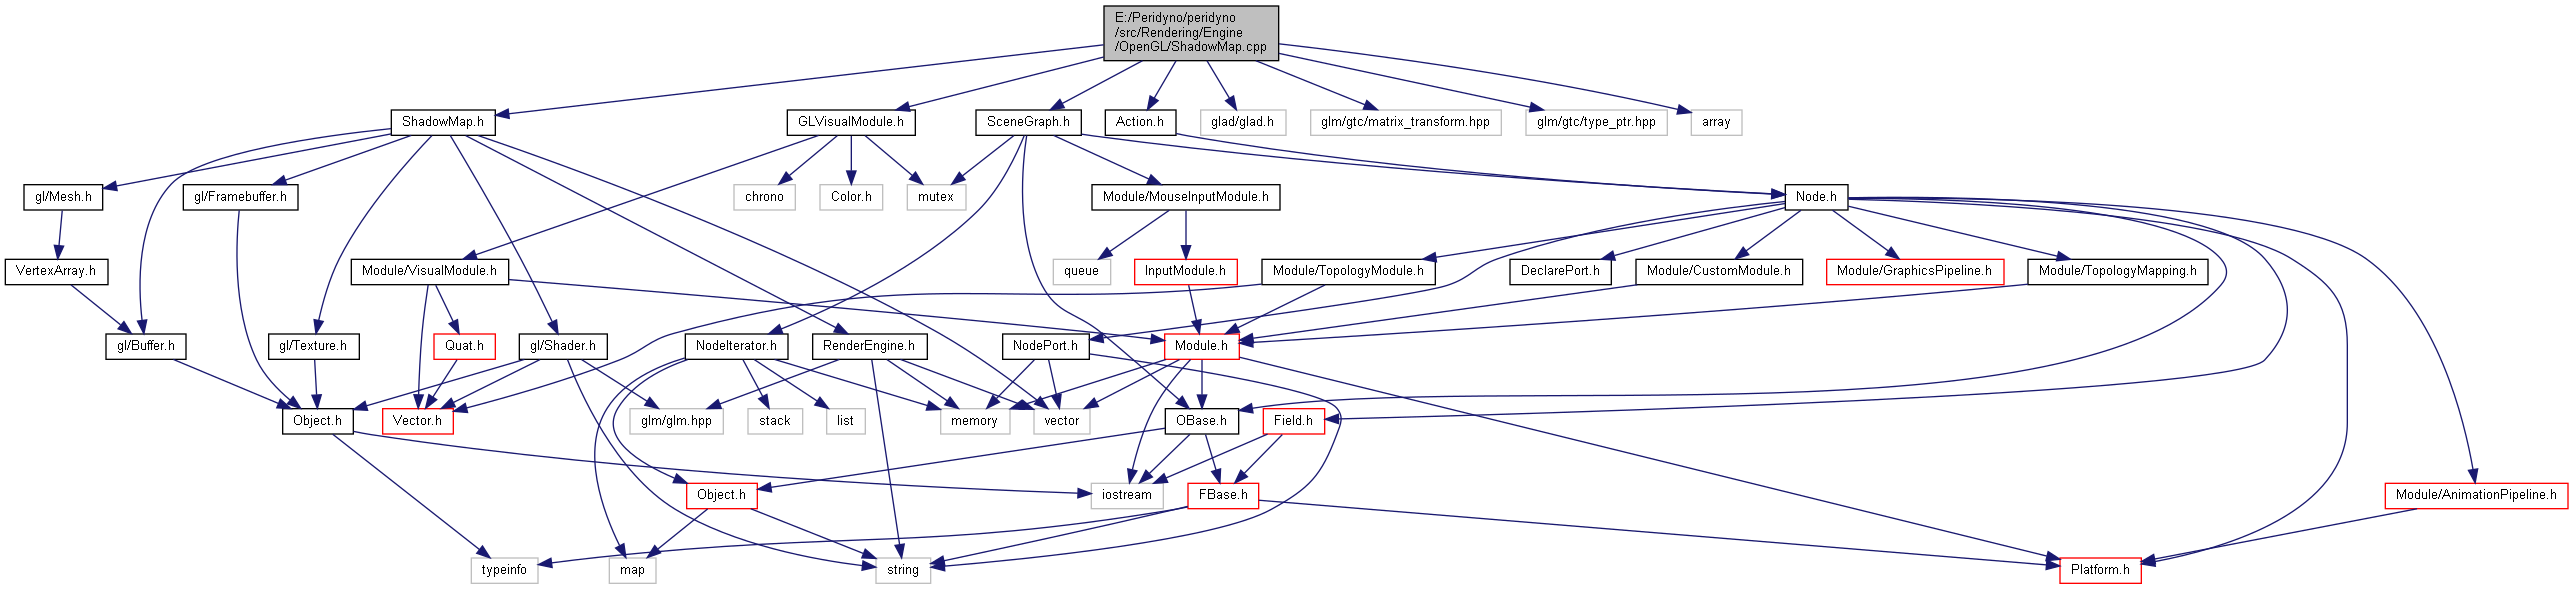 E:/Peridyno/peridyno
/src/Rendering/Engine
/OpenGL/ShadowMap.cpp
ShadowMap.h
GLVisualModule.h
SceneGraph.h
Action.h
glad/glad.h
glm/gtc/matrix_transform.hpp
glm/gtc/type_ptr.hpp
array
gl/Mesh.h
gl/Framebuffer.h
chrono
Color.h
mutex
Module/MouseInputModule.h
Node.h
VertexArray.h
Module/VisualModule.h
queue
InputModule.h
Module/TopologyModule.h
DeclarePort.h
Module/CustomModule.h
Module/GraphicsPipeline.h
Module/TopologyMapping.h
gl/Buffer.h
gl/Texture.h
Quat.h
gl/Shader.h
NodeIterator.h
RenderEngine.h
NodePort.h
Module.h
Object.h
Vector.h
glm/glm.hpp
stack
list
memory
vector
OBase.h
Field.h
Object.h
iostream
FBase.h
Module/AnimationPipeline.h
typeinfo
map
string
Platform.h